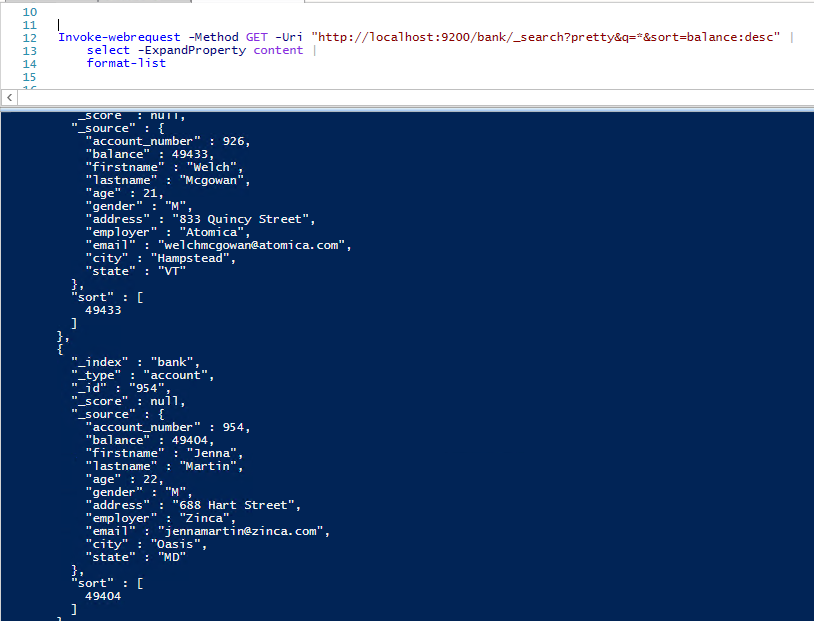 10
11
12 Invoke-webrequest -Method GET -Uri "http://localhost:9200/bank/_search?pretty&q=*&sort=balance:desc" |
13 select -ExpandProperty content |
14 format-list
15
16
"_score" : null,
"_source" : {
"account_number" : 926,
"balance" : 49433,
"firstname" : "Welch",
"lastname" : "Mcgowan",
"age" : 21,
"gender" : "M",
"address" : "833 Quincy Street",
"employer" : "Atomica",
"email" : "welchmcgowan@atomica.com",
"city" : "Hampstead",
"state" : "VT"
},
"sort" : [
49433
]
},
{
"_index" : "bank",
"_type" : "account",
"_id" : "954",
"_score" : null,
"_source" : {
"account_number" : 954,
"balance" : 49404,
"firstname" : "Jenna",
"lastname" : "Martin",
"age" : 22,
"gender" : "M",
"address" : "688 Hart Street",
"employer" : "Zinca",
"email" : "jennamartin@zinca.com",
"city" : "Oasis",
"state" : "MD"
},
"sort" : [
49404
]
}